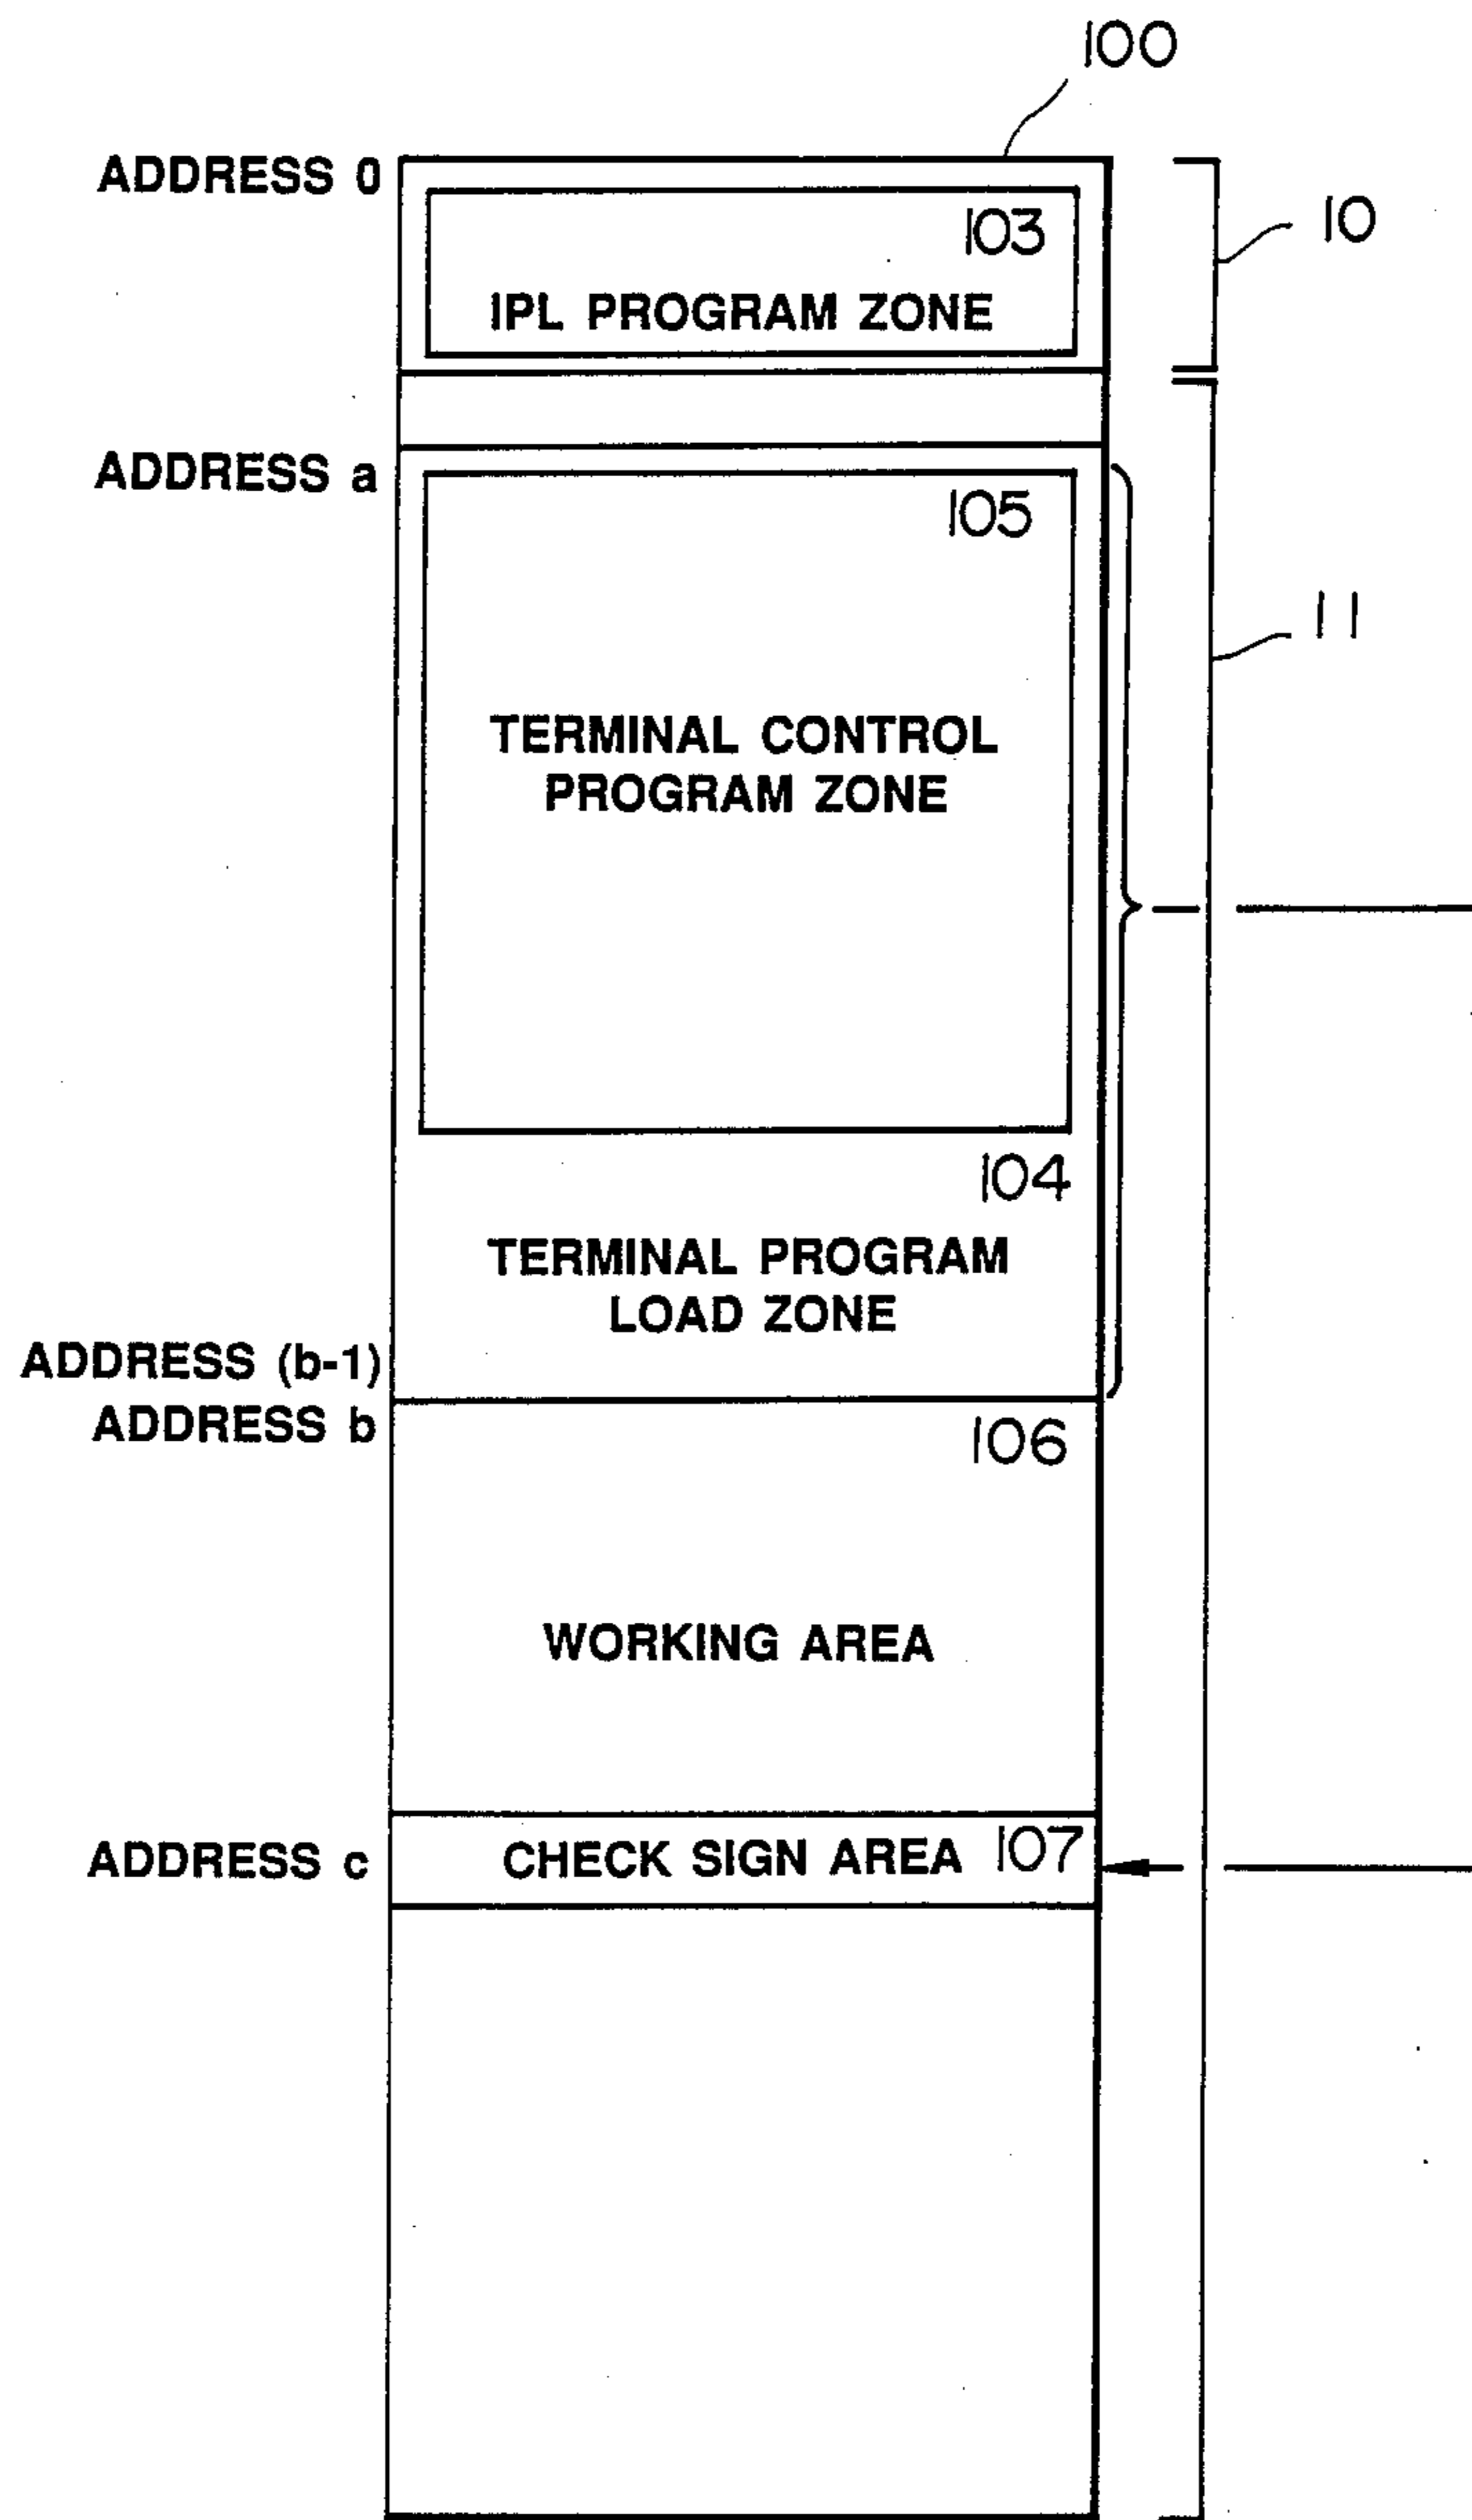 100
ADDRESS 0
103
10
IPL PROGRAM ZONE
ADDRESS a
105
11
TERMINAL CONTROL
PROGRAM ZONE
104
TERMINAL PROGRAM
LOAD ZONE
ADDRESS (b-1)
ADDRESS b
106
WORKING AREA
ADDRESS c
CHECK SIGN AREA 107